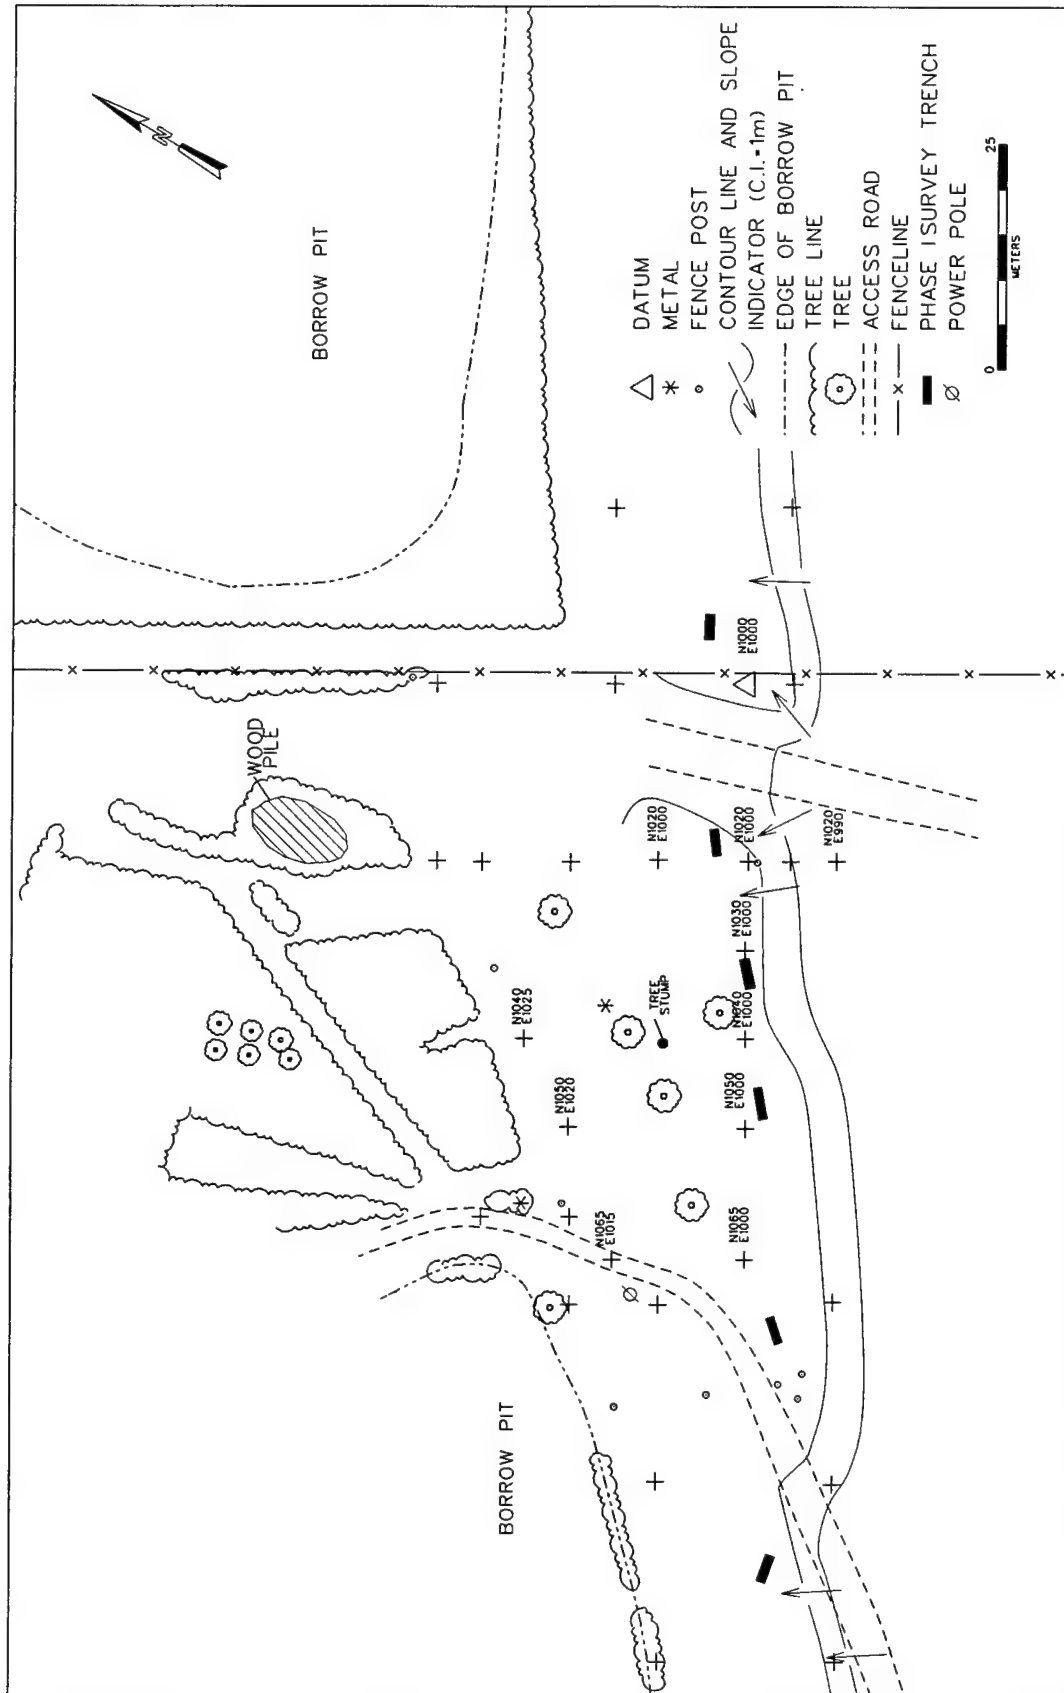 BORROW PIT
N
DATUM
METAL
FENCE POST
CONTOUR LINE AND SLOPE
INDICATOR (C.I.=1m)
EDGE OF BORROW PIT
TREE LINE
TREE
ACCESS ROAD
FENCELINE
PHASE I SURVEY TRENCH
POWER POLE
0
25
METERS
WOOD
PILE
N1000
E1000
N1020
E1000
N1020
E1000
N1020
E990
N1030
E1000
N1040
E1025
TREE
STUMP
N1040
E1000
N1050
E1020
N1050
E1000
N1065
E1015
N1065
E1000
BORROW PIT